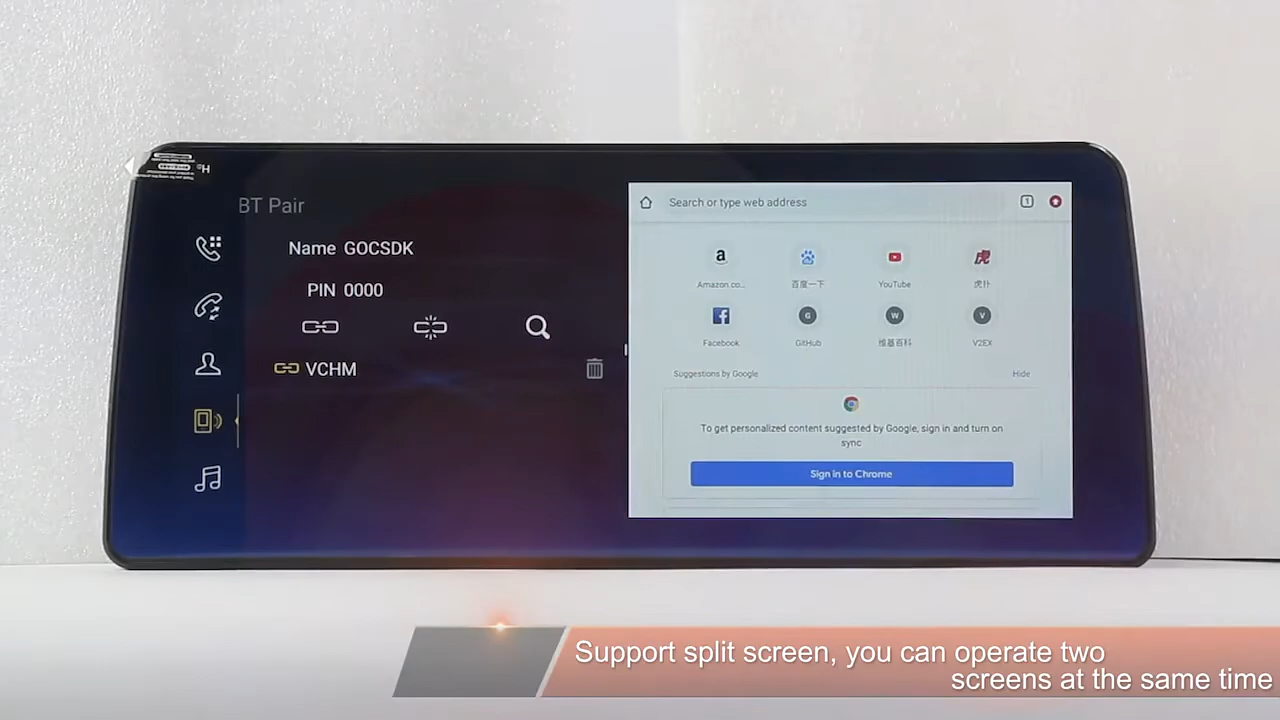 BT Pair
Name GOCSDK
PIN 0000
VCHM
Search or type web address
1
a
Amazon.co...
百度一下
YouTube
虎
虎扑
Facebook
G
GitHub
W
维基百科
V
V2EX
Suggestions by Google
Hide
To get personalized content suggested by Google, sign in and turn on
sync
Sign in to Chrome
Support split screen, you can operate two
screens at the same time